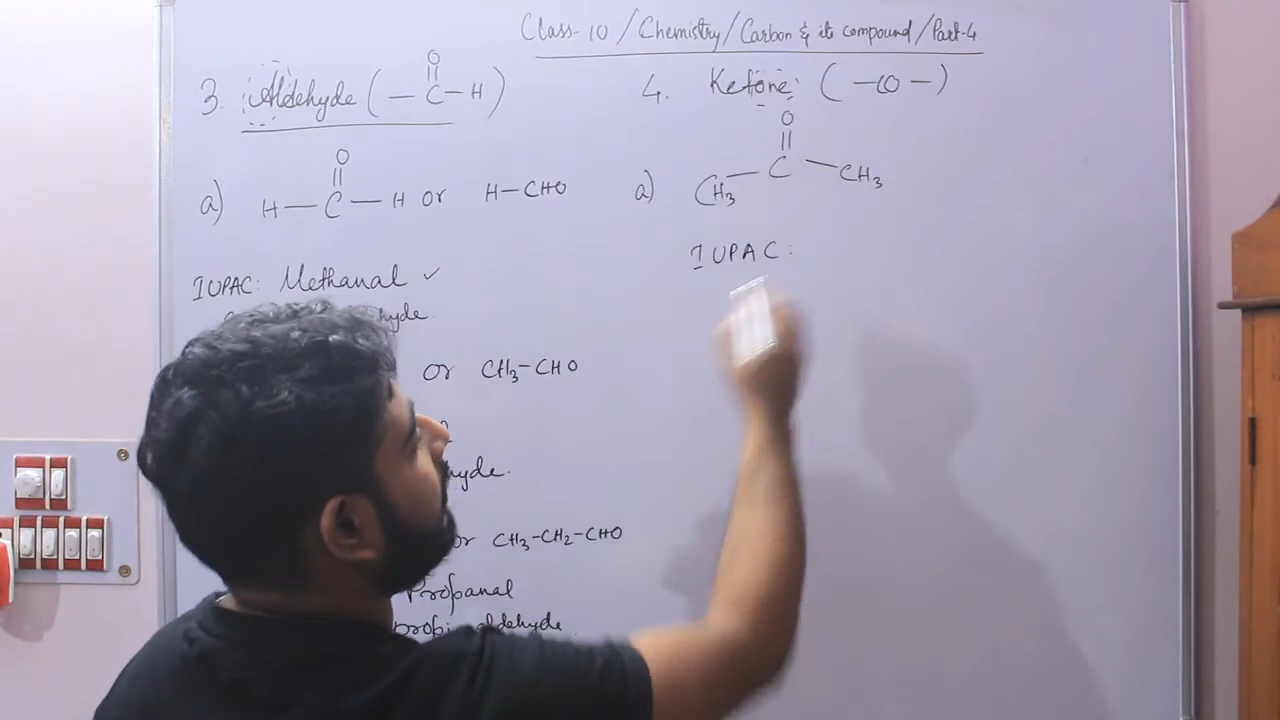 Class-10 / Chemistry / Carbon & its compound / Part-4
3. Aldehyde ( — C — H )
O
a) H — C — H or H — CHO
O
IUPAC: Methanal ✓
hyde
or CH3-CHO
hyde.
or CH3-CH2-CHO
Propanal
aldehyde
4. Ketone ( —CO— )
O
a) CH3 — C — CH3
IUPAC: